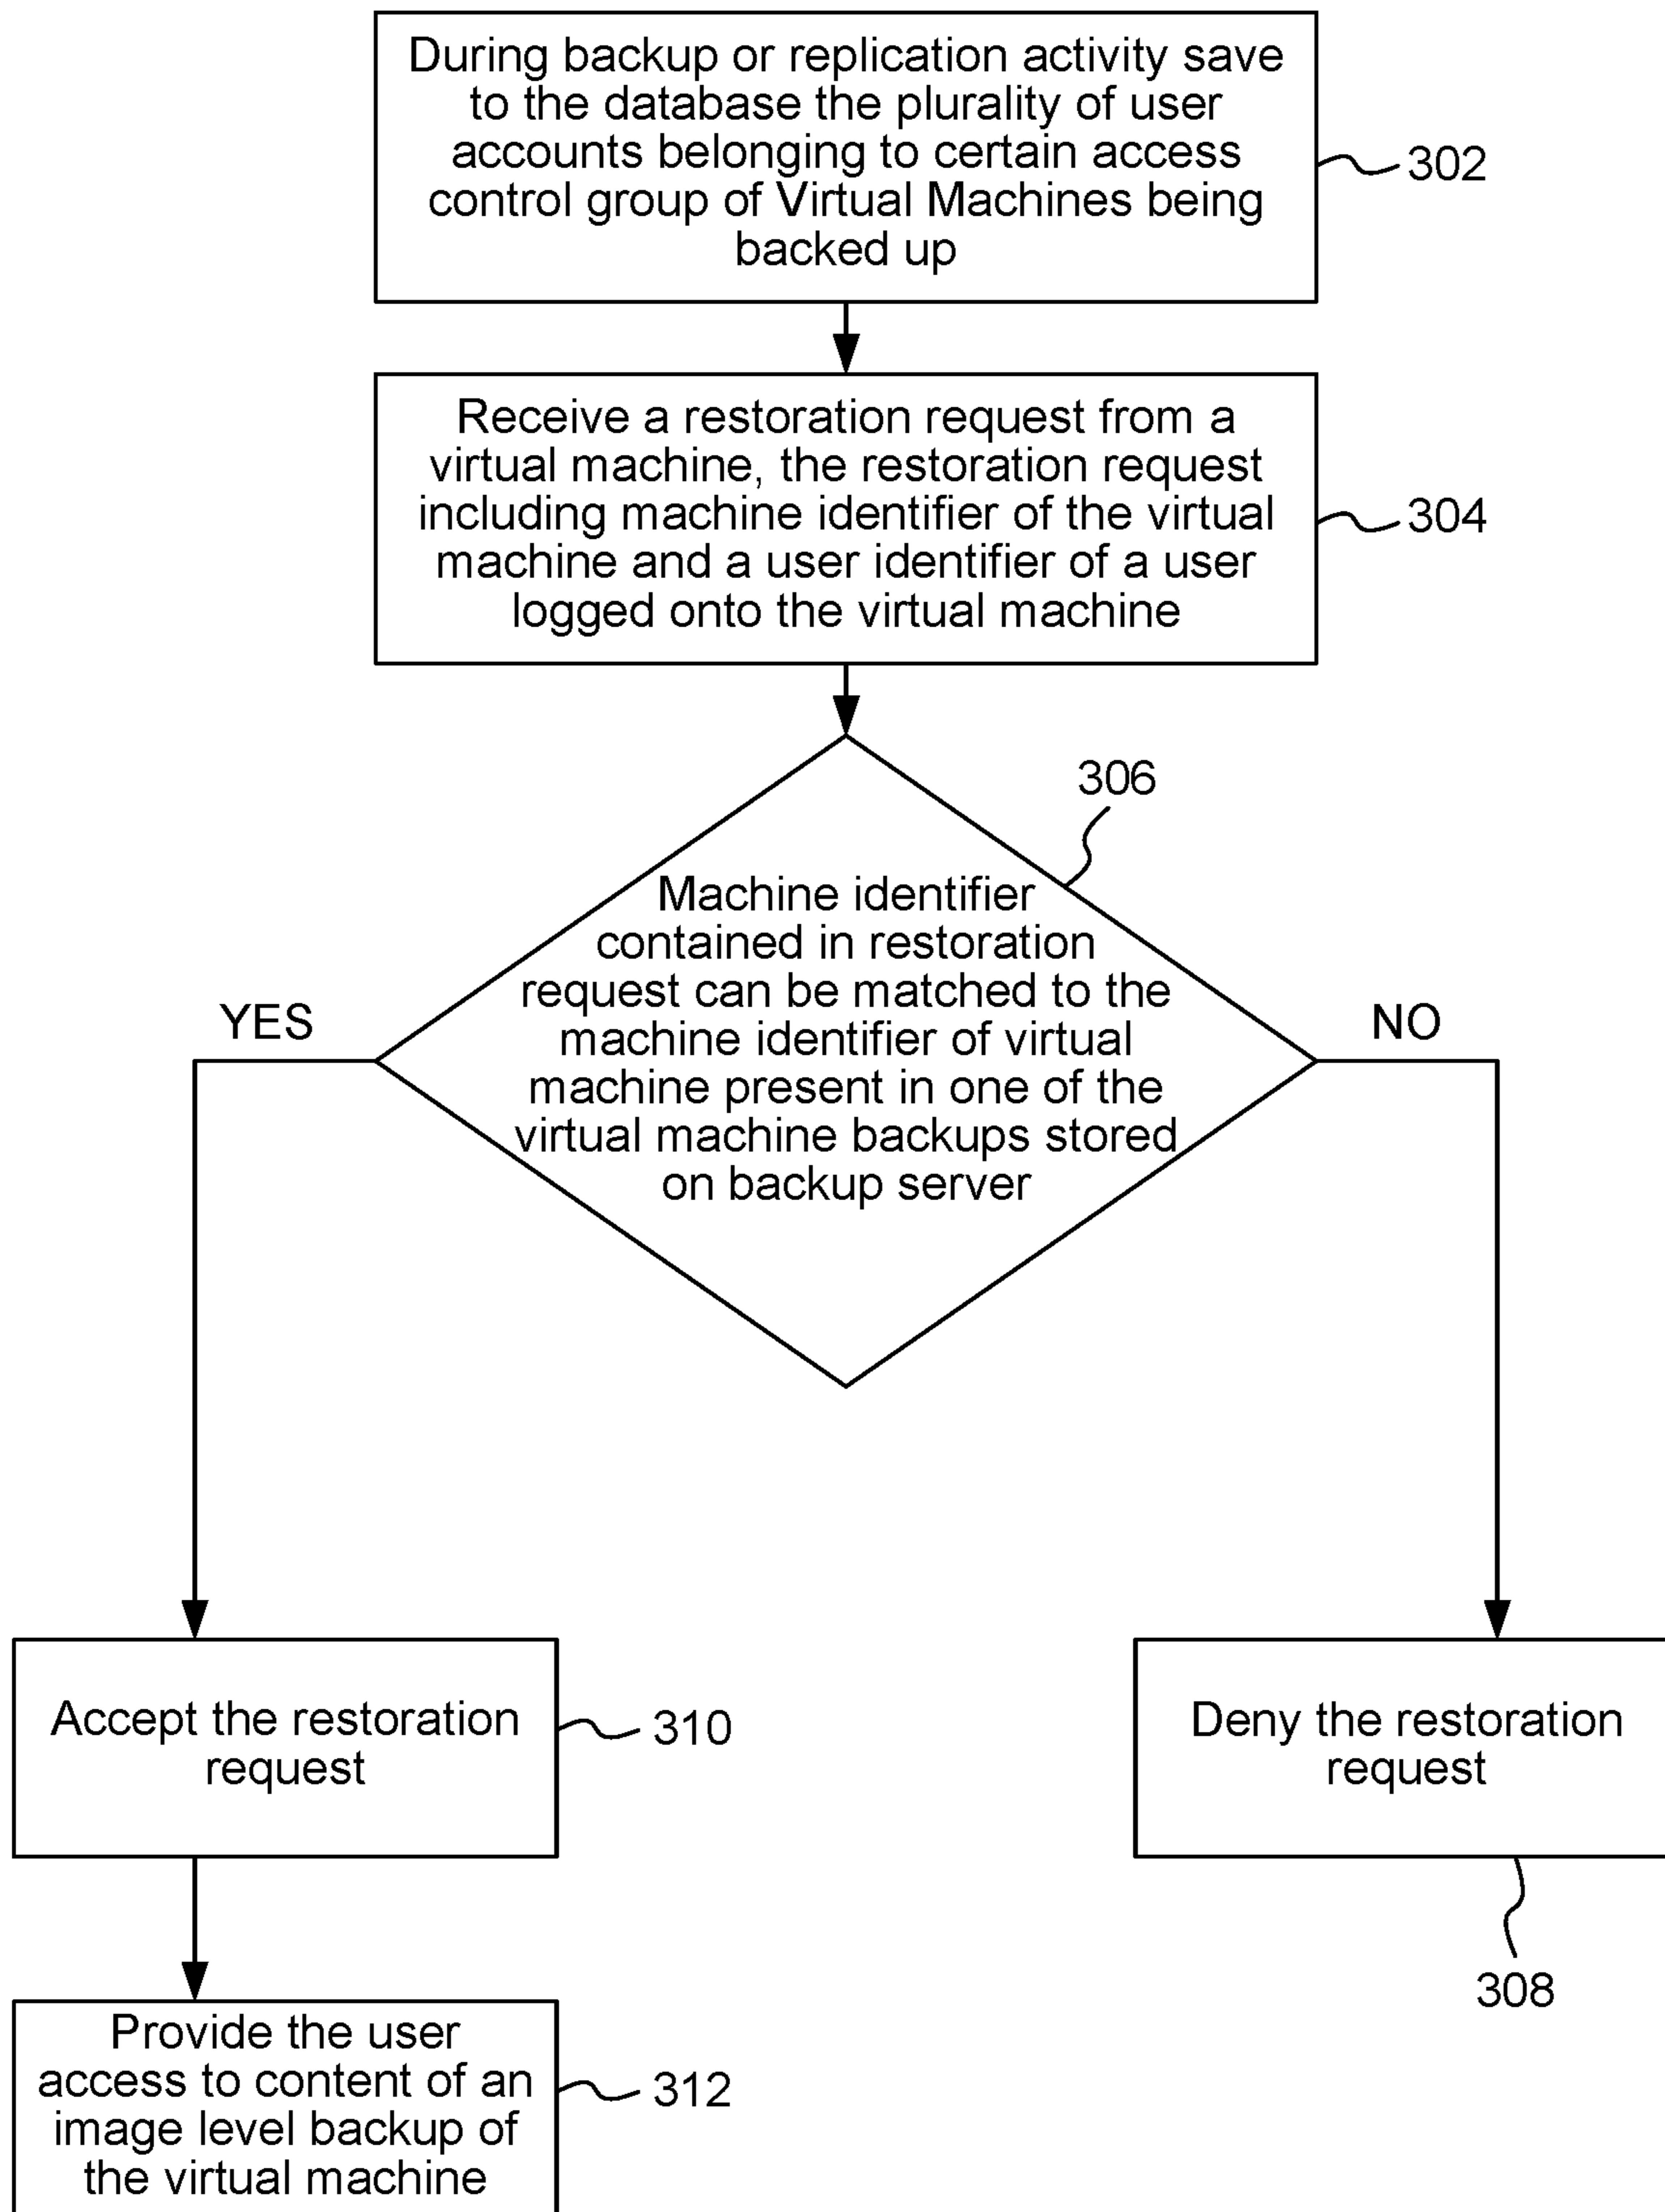 During backup or replication activity save
to the database the plurality of user
accounts belonging to certain access
control group of Virtual Machines being
backed up
302
Receive a restoration request from a
virtual machine, the restoration request
including machine identifier of the virtual
machine and a user identifier of a user
logged onto the virtual machine
304
306
Machine identifier
contained in restoration
request can be matched to the
machine identifier of virtual
machine present in one of the
virtual machine backups stored
on backup server
YES
NO
Accept the restoration
request
310
Deny the restoration
request
308
Provide the user
access to content of an
image level backup of
the virtual machine
312